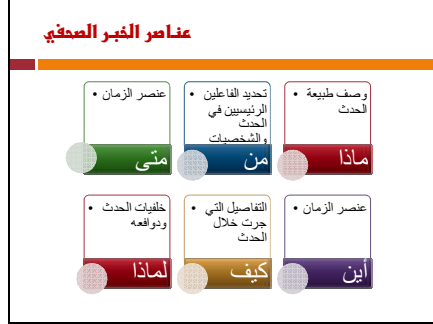 عناصر الخبر الصحفي
• وصف طبيعة
الحدث
ماذا
• تحديد الفاعلين
الرئيسيين في
الحدث
والشخصيات
من
• عنصر الزمان
متى
• عنصر الزمان
أين
• التفاصيل التي
جرت خلال
الحدث
كيف
• خلفيات الحدث
ودوافعه
لماذا